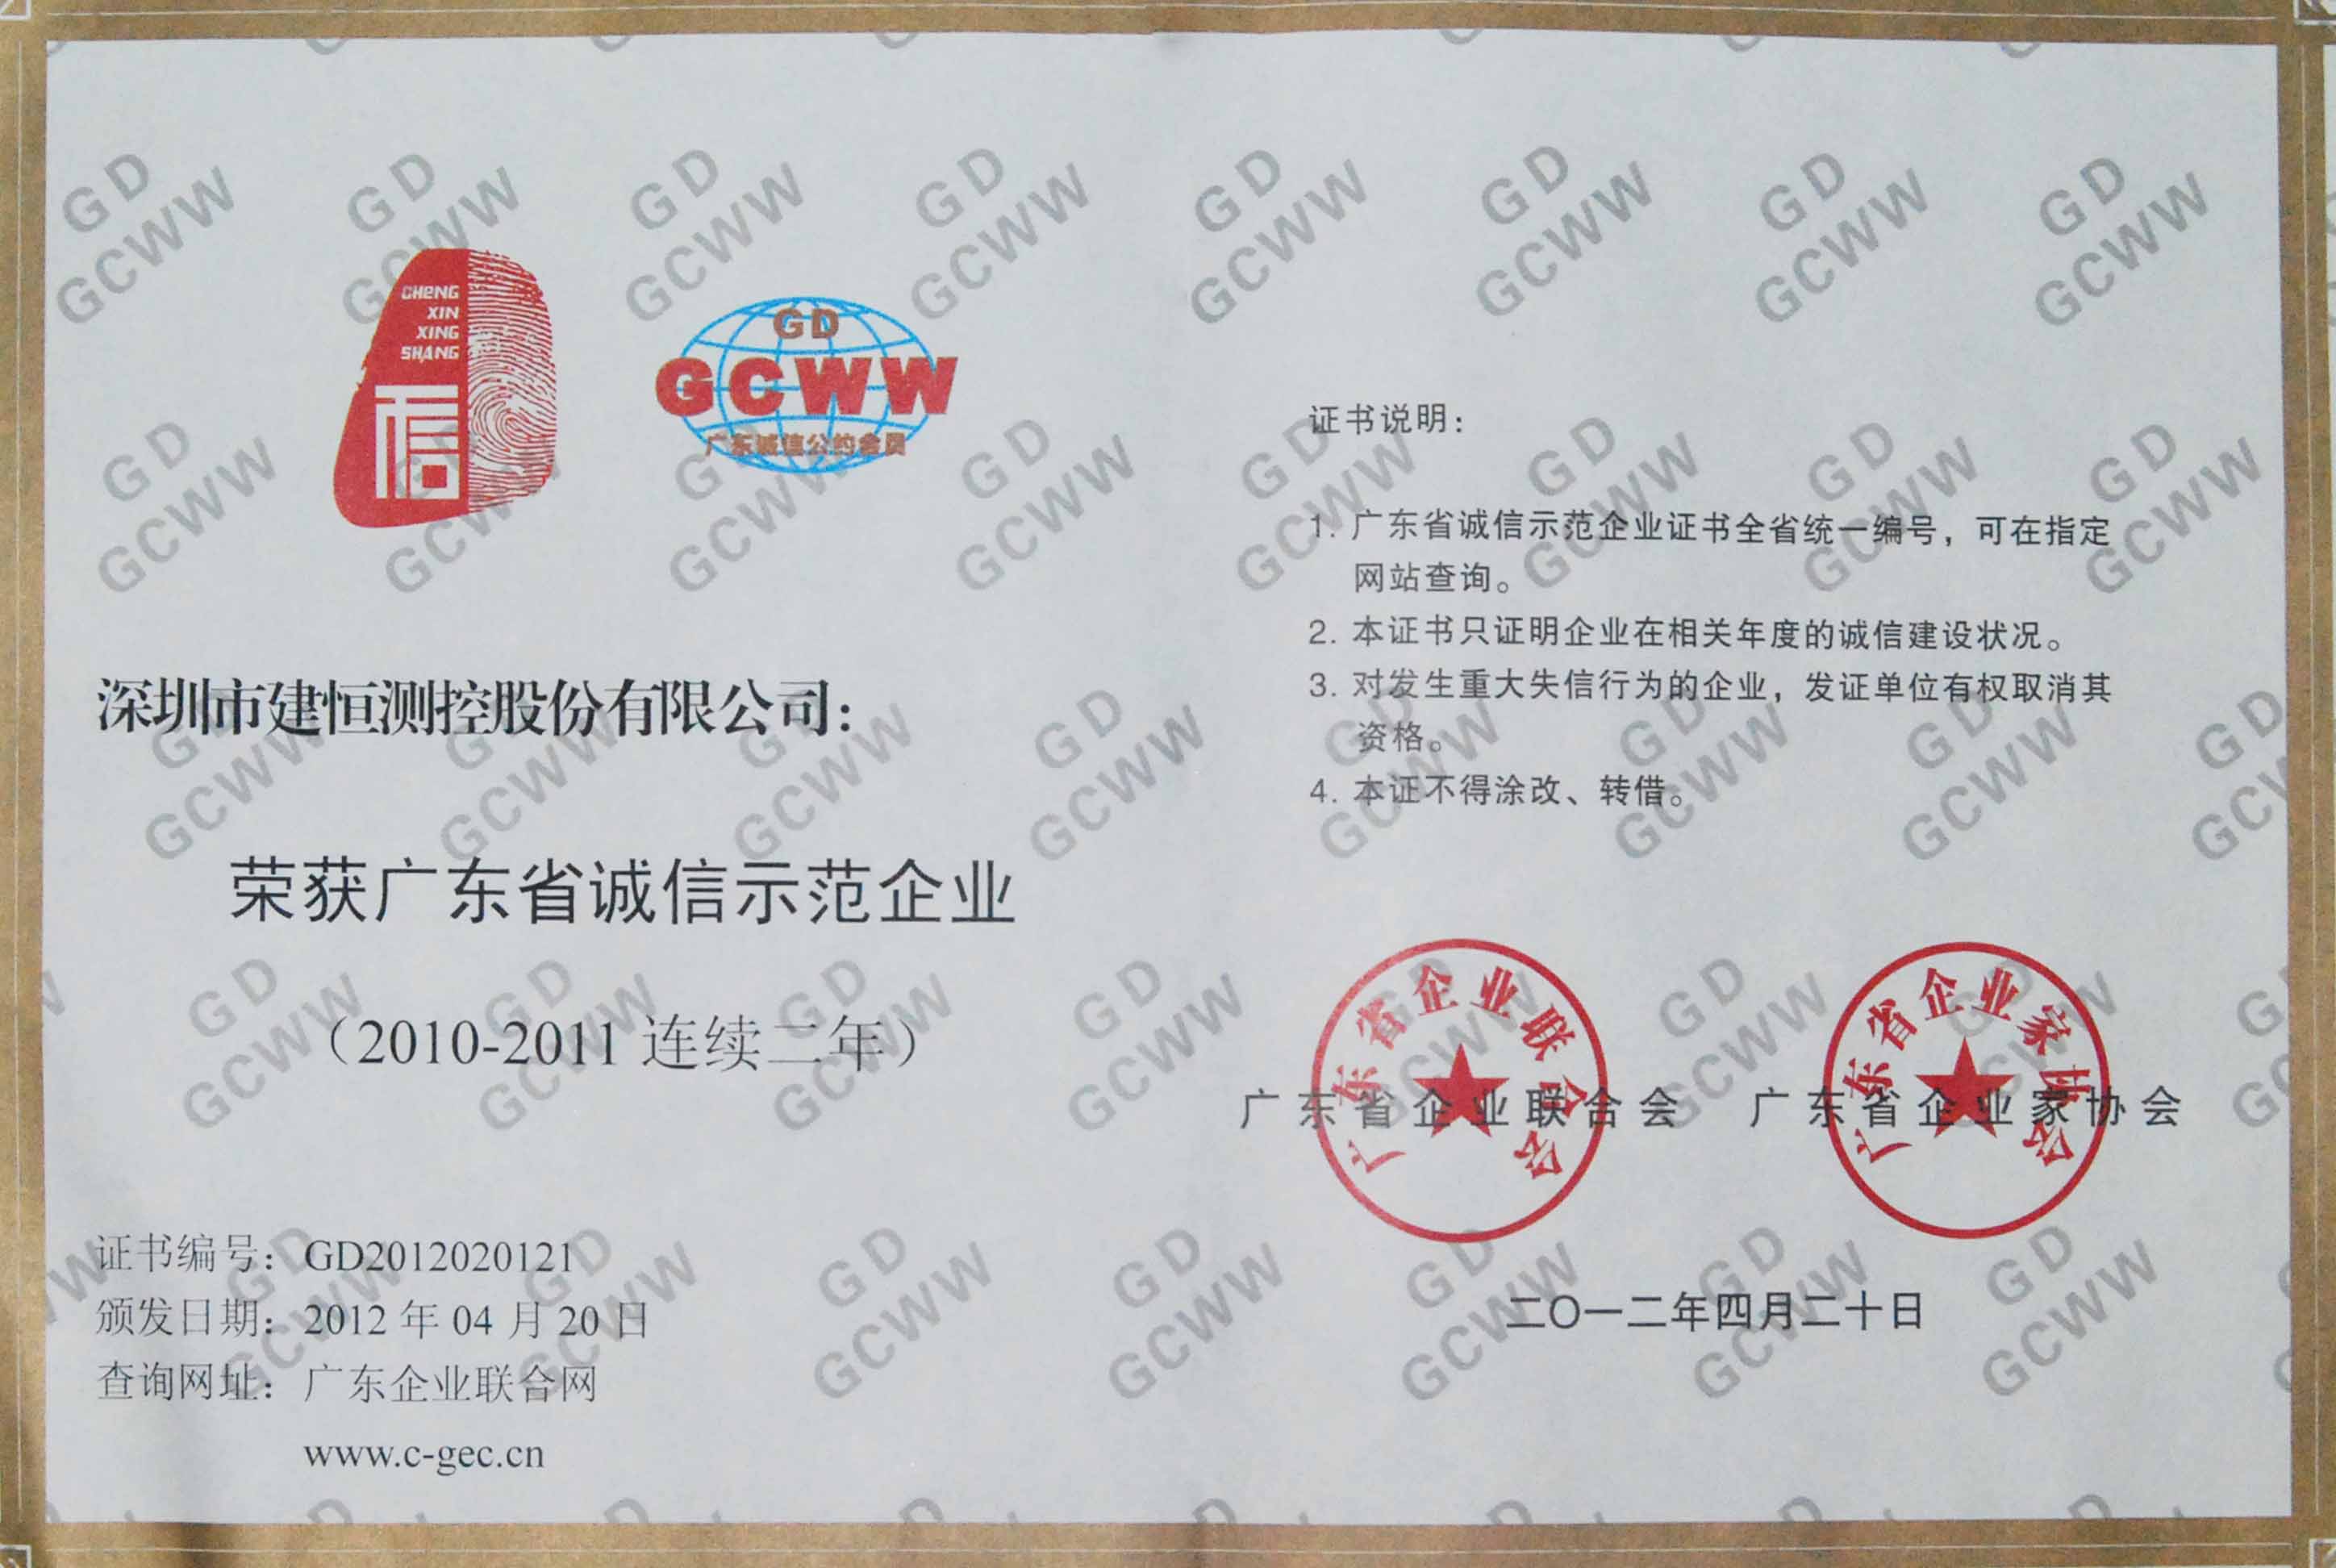 CHENG
XIN
XING
SHANG
信
GD
GCWW
广东诚信公约会员
深圳市建恒测控股份有限公司：
荣获广东省诚信示范企业
（2010-2011 连续二年）
证书编号：GD2012020121
颁发日期：2012 年 04 月 20 日
查询网址：广东企业联合网
www.c-gec.cn
证书说明：
1. 广东省诚信示范企业证书全省统一编号，可在指定
网站查询。
2. 本证书只证明企业在相关年度的诚信建设状况。
3. 对发生重大失信行为的企业，发证单位有权取消其
资格。
4. 本证不得涂改、转借。
广东省企业联合会
广东省企业家协会
广东省企业联合会 广东省企业家协会
二〇一二年四月二十日